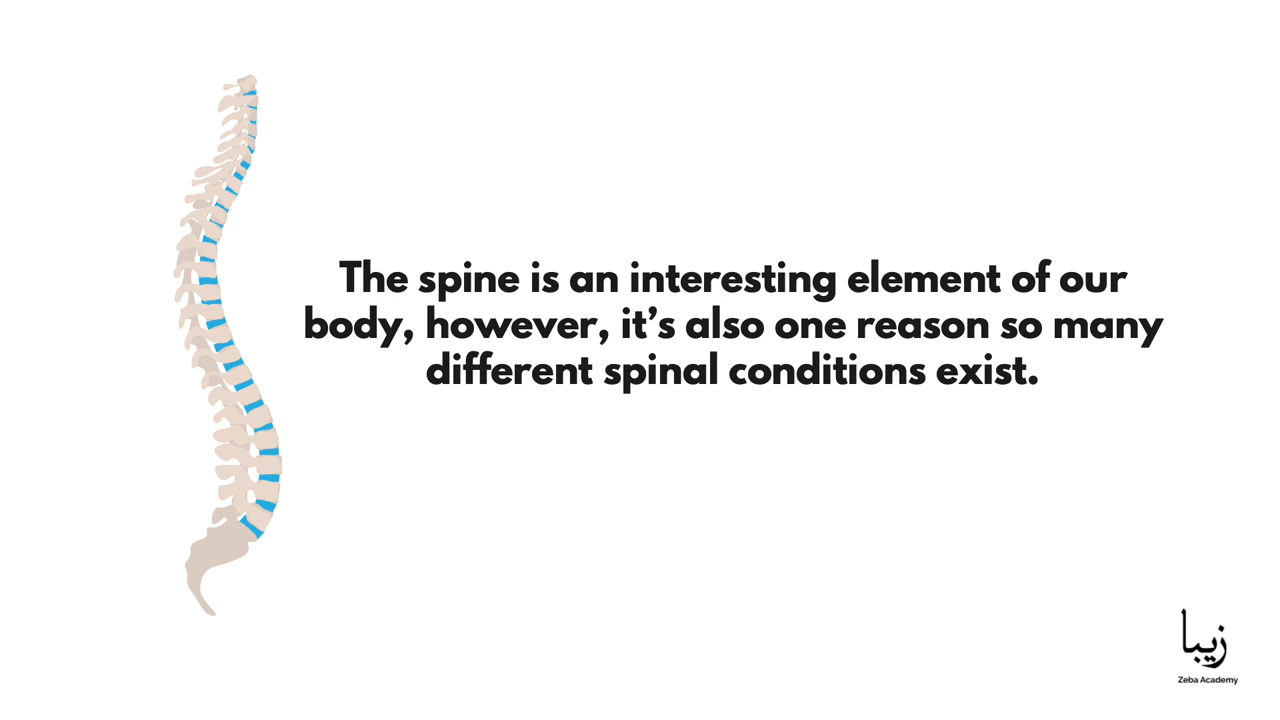 The spine is an interesting element of our
body, however, it’s also one reason so many
different spinal conditions exist.
زيبا
Zeba Academy